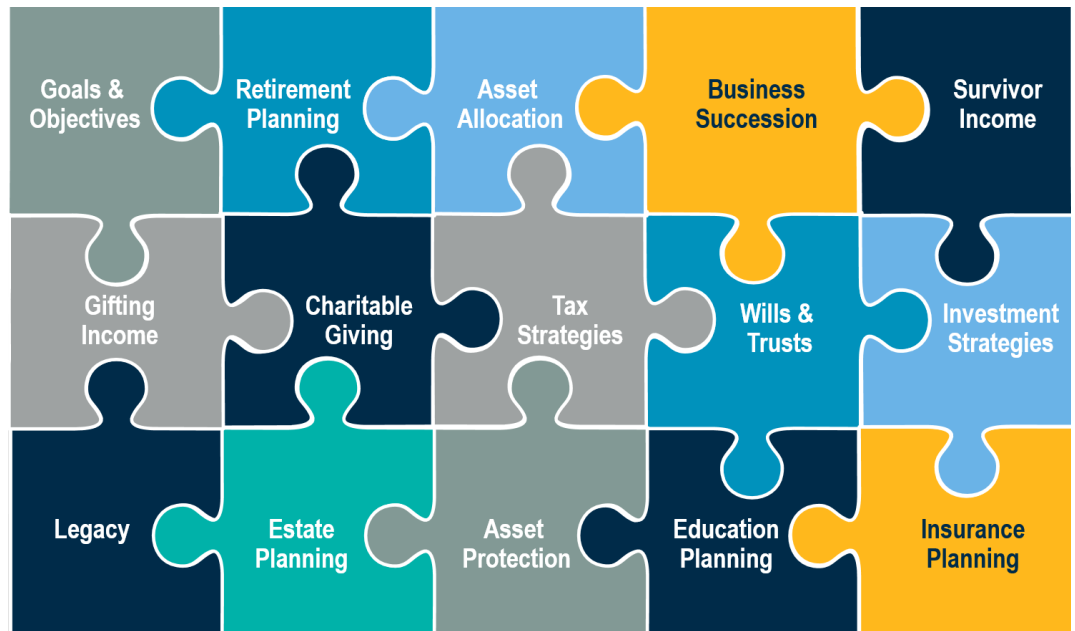 Goals &
Objectives
Retirement
Planning
Asset
Allocation
Business
Succession
Survivor
Income
Gifting
Income
Charitable
Giving
Tax
Strategies
Wills &
Trusts
Investment
Strategies
Legacy
Estate
Planning
Asset
Protection
Education
Planning
Insurance
Planning